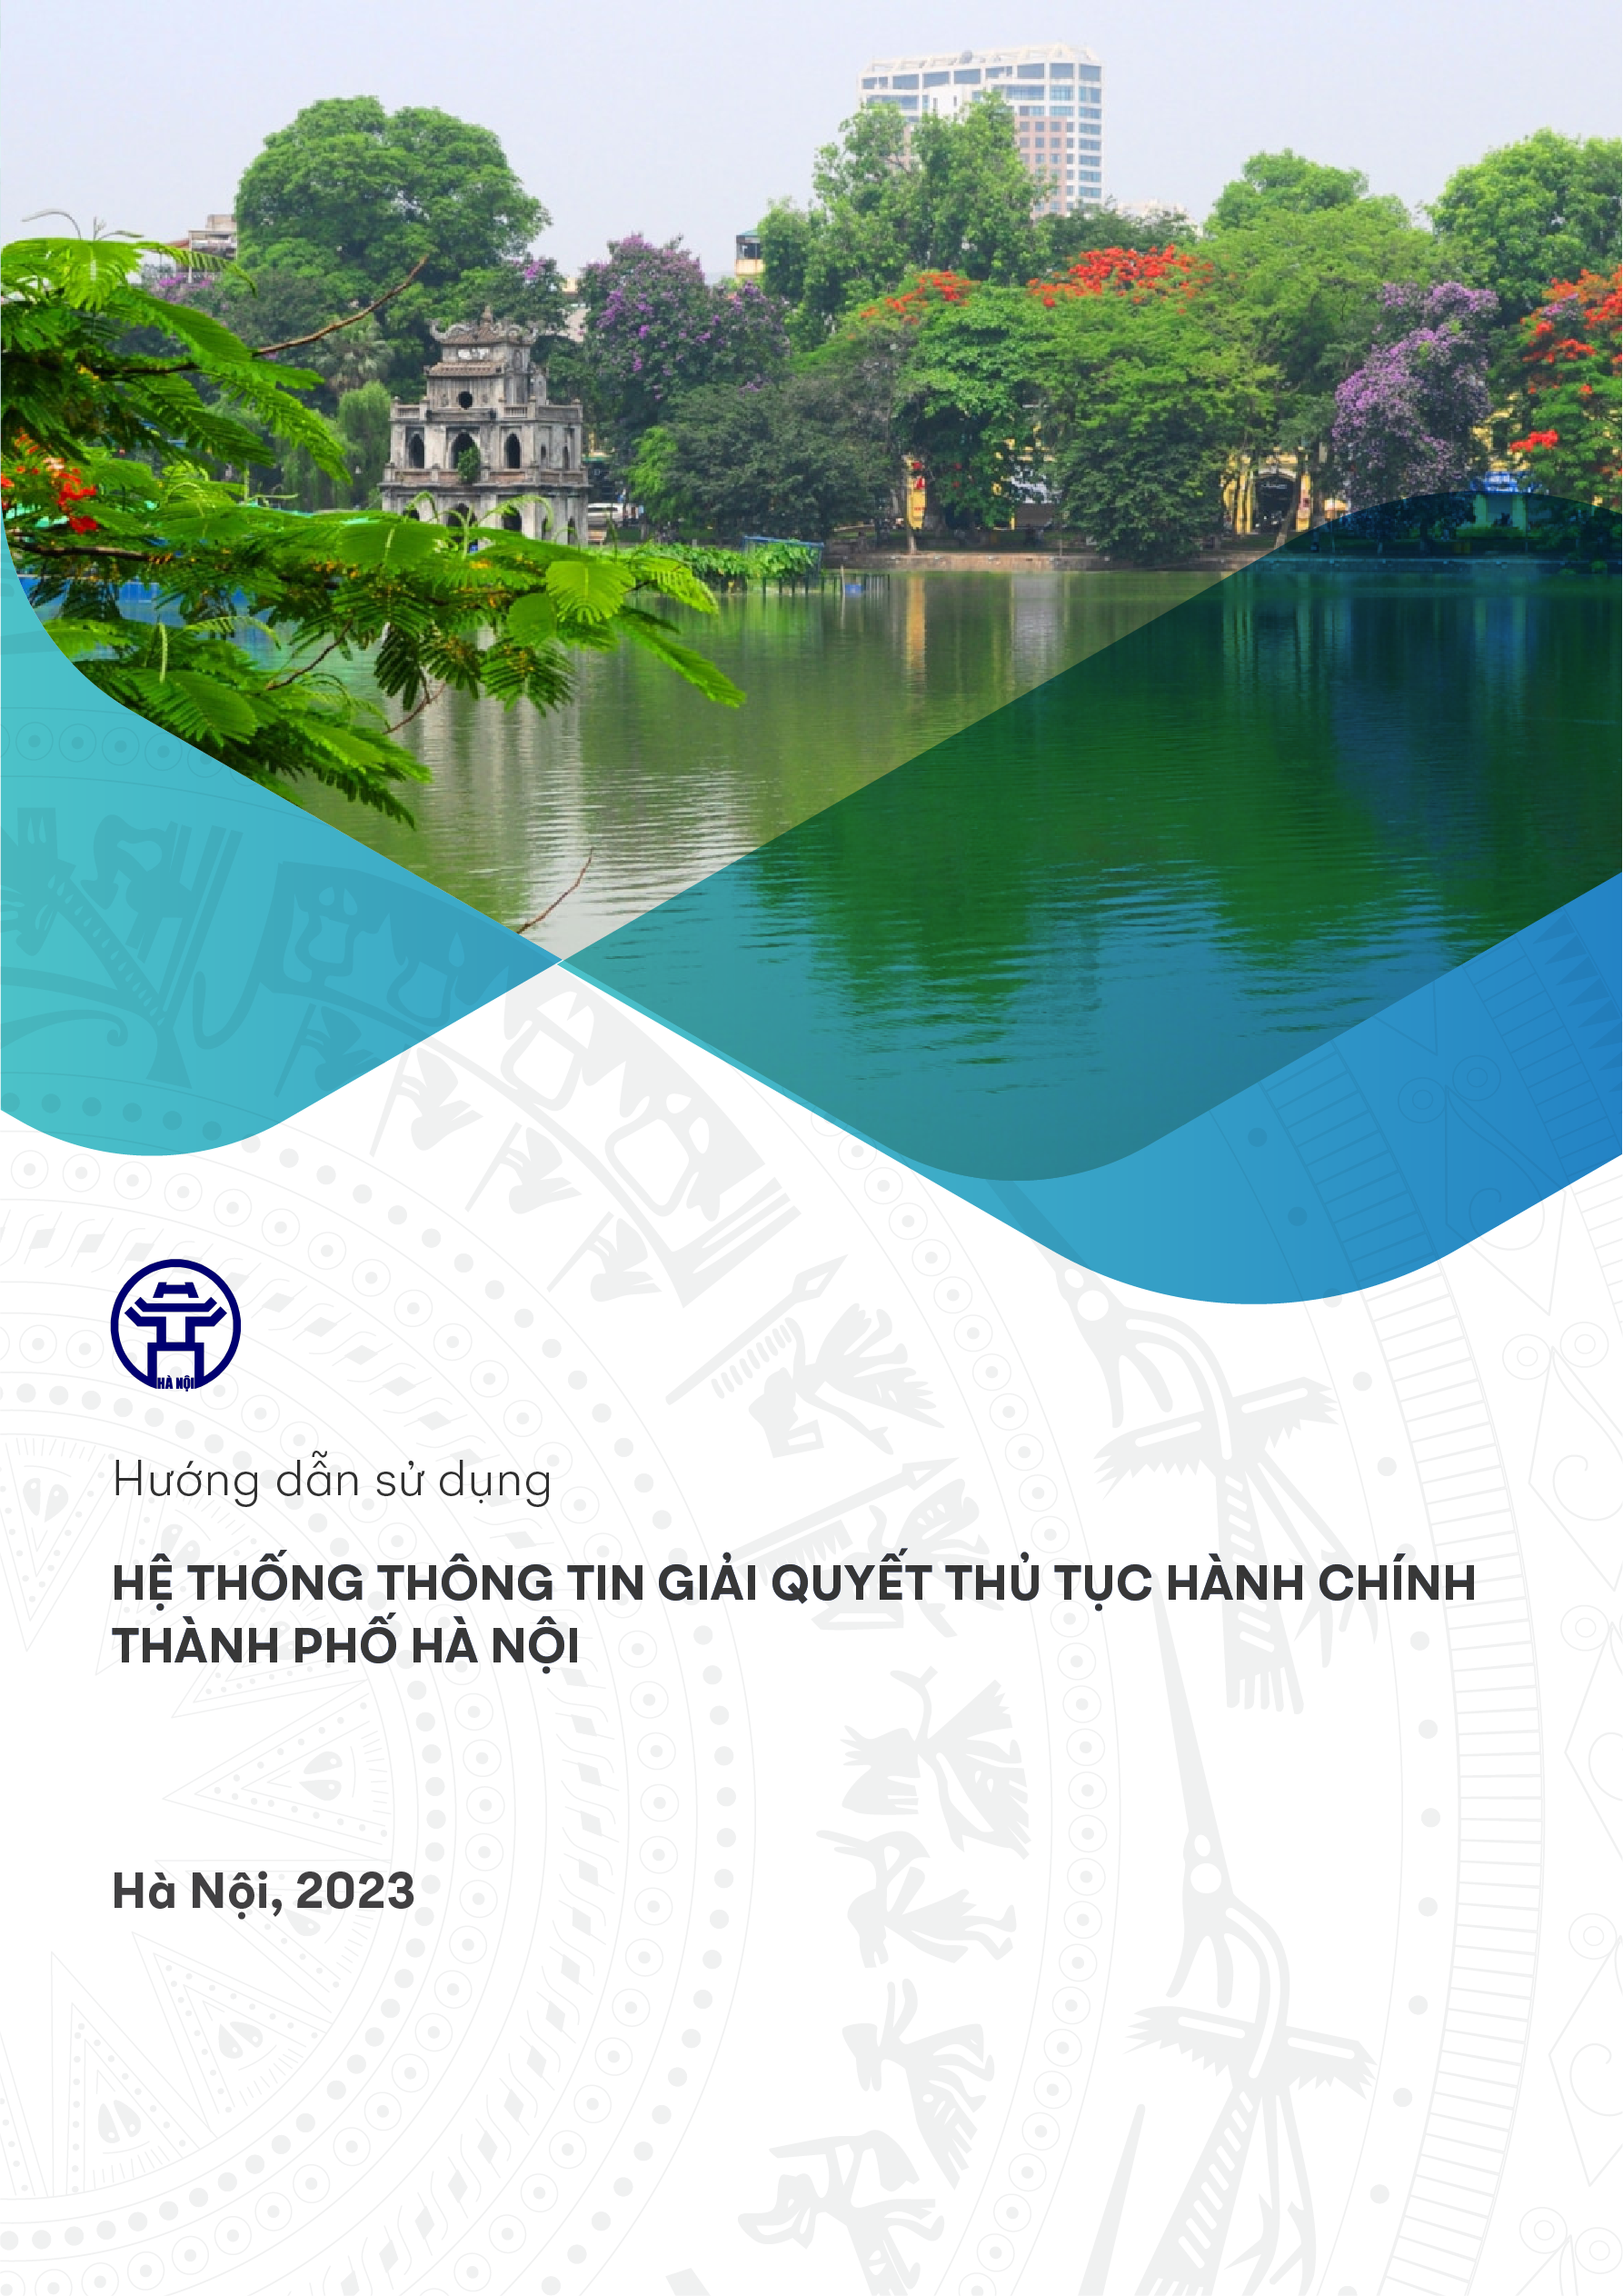 HÀ NỘI
Hướng dẫn sử dụng
HỆ THỐNG THÔNG TIN GIẢI QUYẾT THỦ TỤC HÀNH CHÍNH
THÀNH PHỐ HÀ NỘI
Hà Nội, 2023